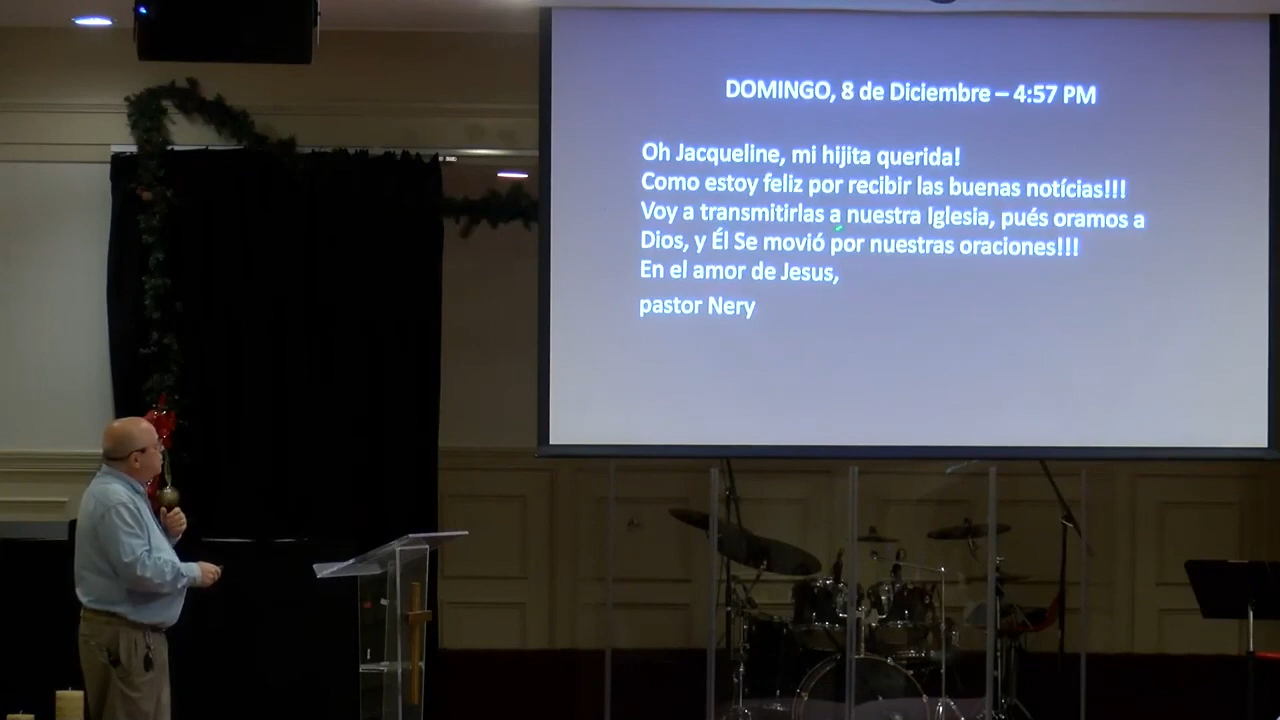 DOMINGO, 8 de Diciembre – 4:57 PM
Oh Jacqueline, mi hijita querida!
Como estoy feliz por recibir las buenas notícias!!!
Voy a transmitirlas a nuestra Iglesia, pués oramos a
Dios, y Él Se movió por nuestras oraciones!!!
En el amor de Jesus,
pastor Nery